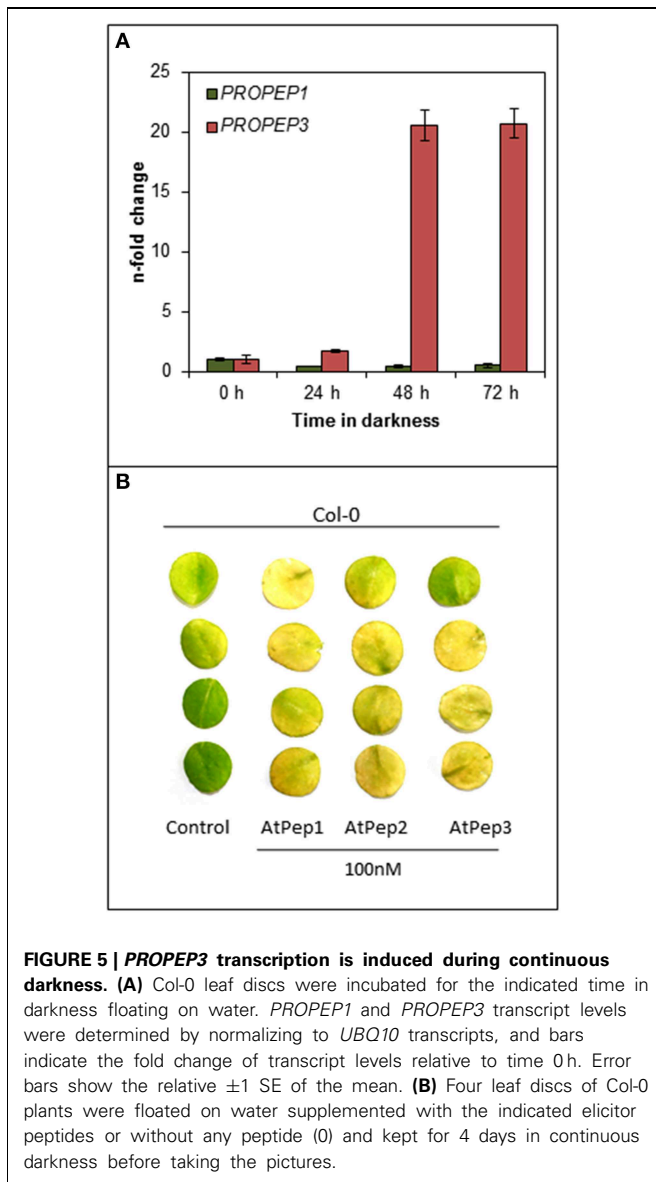 A
25
20
15
10
5
0
n-fold change
PROPEP1
PROPEP3
0 h 24 h 48 h 72 h
Time in darkness
B
Col-0
Control AtPep1 AtPep2 AtPep3
100nM
FIGURE 5 | PROPEP3 transcription is induced during continuous
darkness. (A) Col-0 leaf discs were incubated for the indicated time in
darkness floating on water. PROPEP1 and PROPEP3 transcript levels
were determined by normalizing to UBQ10 transcripts, and bars
indicate the fold change of transcript levels relative to time 0 h. Error
bars show the relative ±1 SE of the mean. (B) Four leaf discs of Col-0
plants were floated on water supplemented with the indicated elicitor
peptides or without any peptide (0) and kept for 4 days in continuous
darkness before taking the pictures.